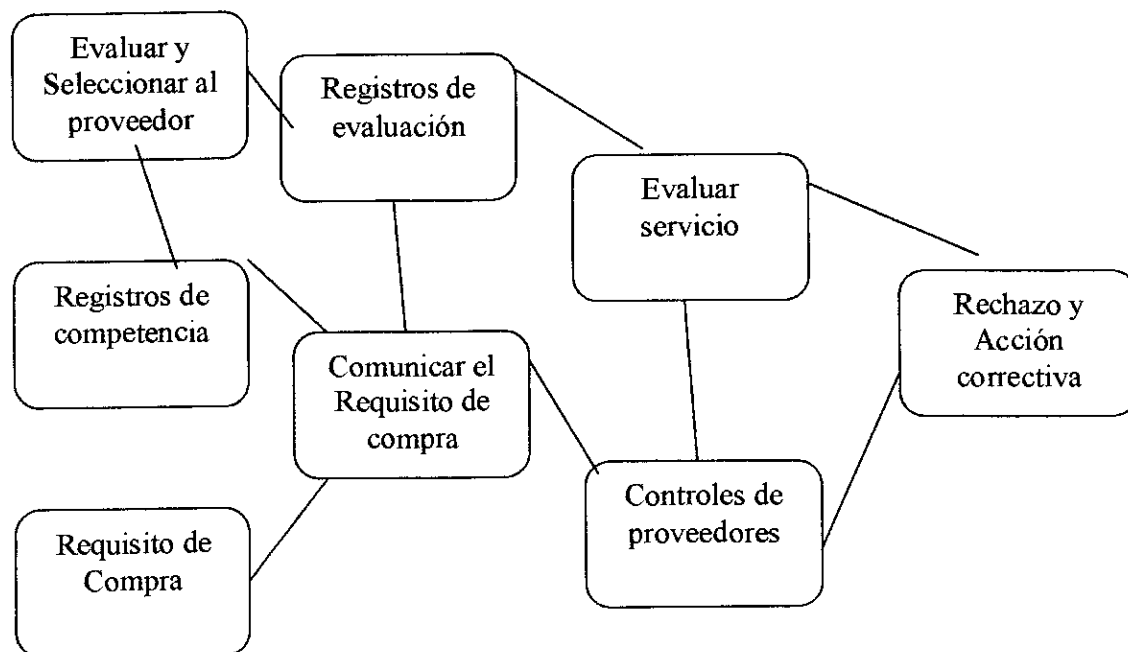 Evaluar y
Seleccionar al
proveedor
Registros de
evaluación
Evaluar
servicio
Registros de
competencia
Comunicar el
Requisito de
compra
Rechazo y
Acción
correctiva
Requisito de
Compra
Controles de
proveedores